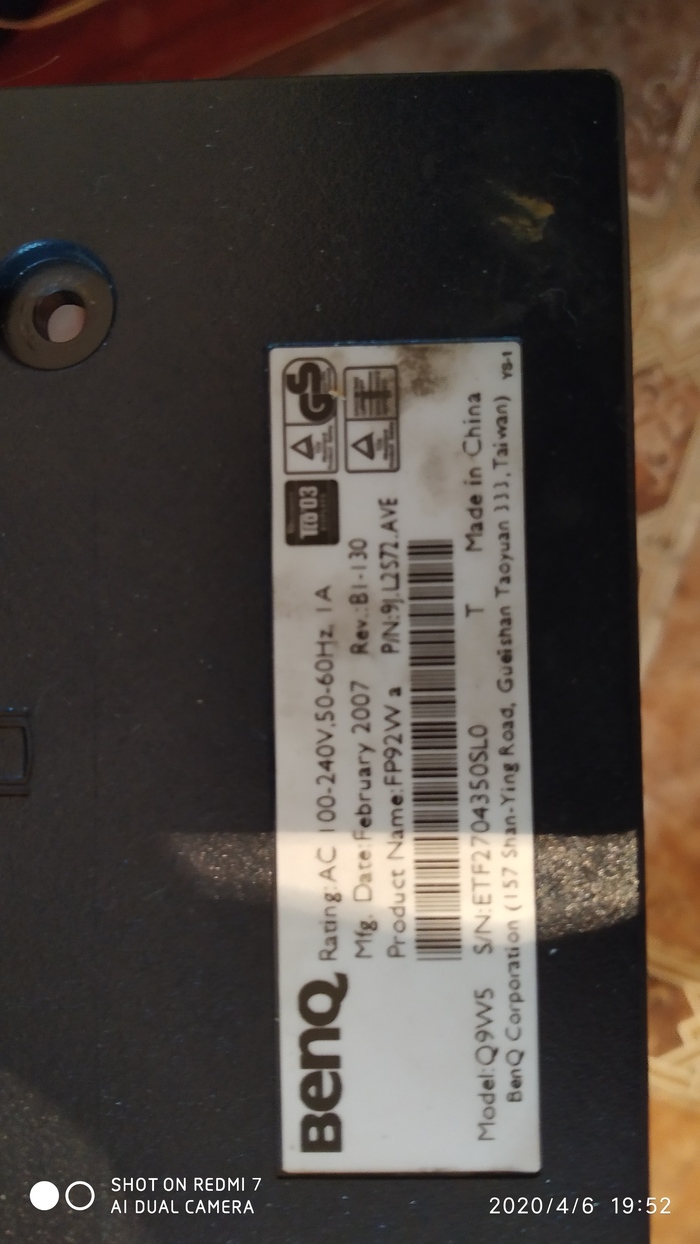 BenQ
Rating:AC 100-240V,50-60Hz, 1A
Mfg. Date:February 2007 Rev.:B1-130
Product Name:FP92W a P/N:9J.L2S72.AVE
TCO'03
GS
Model:Q9W5 S/N:ETF2704350SL0 T Made in China
BenQ Corporation (157 Shan-Ying Road, Gueishan Taoyuan 333,Taiwan) YS-1
SHOT ON REDMI 7
AI DUAL CAMERA
2020/4/6 19:52